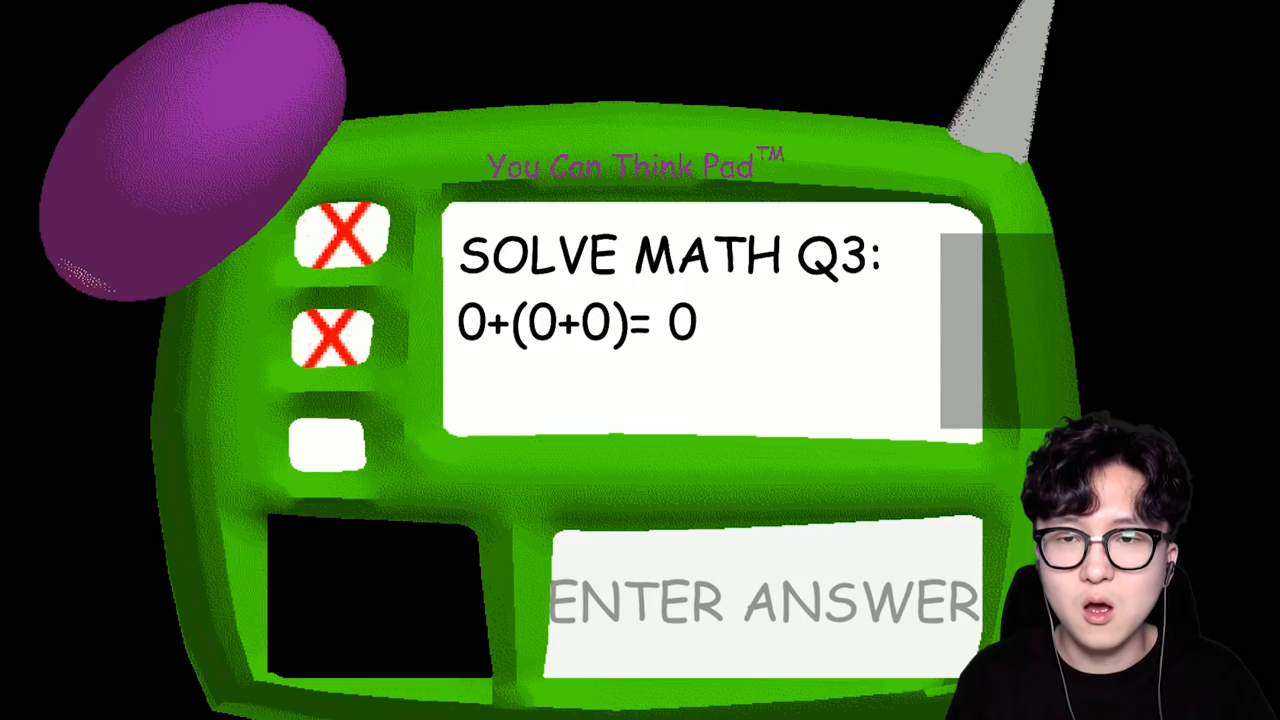 You Can Think Pad™
SOLVE MATH Q3:
0+(0+0)= 0
ENTER ANSWER